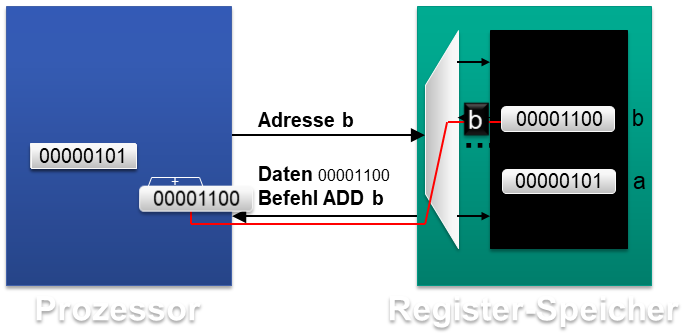 Adresse b
b
00001100
b
00000101
...
Daten 00001100
+
00000101
a
00001100
Befehl ADD b
Prozessor
Register-Speicher